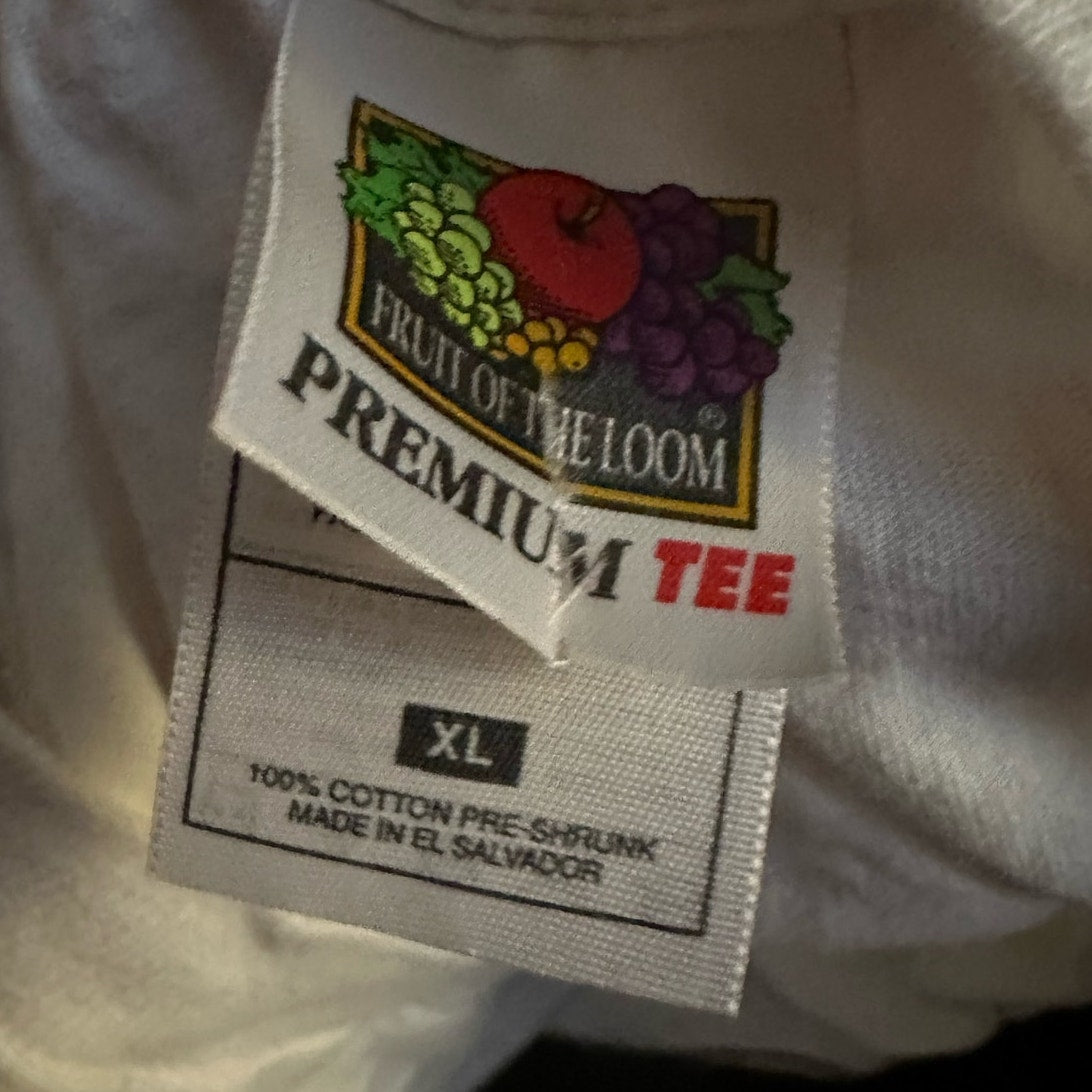 FRUIT OF THE LOOM®
PREMIUM TEE
XL
100% COTTON PRE-SHRUNK
MADE IN EL SALVADOR